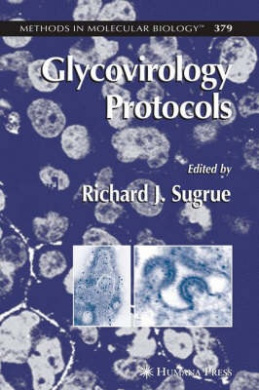 METHODS IN MOLECULAR BIOLOGY™ 379
Glycovirology
Protocols
Edited by
Richard J. Sugrue
HUMANA PRESS